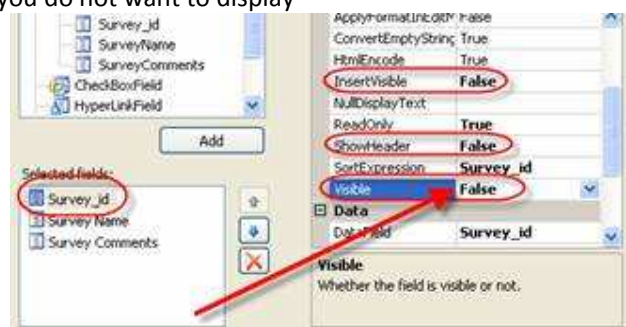 you do not want to display
Survey_id
SurveyName
SurveyComments
CheckBoxField
HyperLinkField
Add
Selected fields:
Survey_id
Survey Name
Survey Comments
ApplyFormatInEditM False
ConvertEmptyString True
HtmlEncode True
InsertVisible False
NullDisplayText
ReadOnly True
ShowHeader False
SortExpression Survey_id
Visible False
Data
DataField Survey_id
Visible
Whether the field is visible or not.